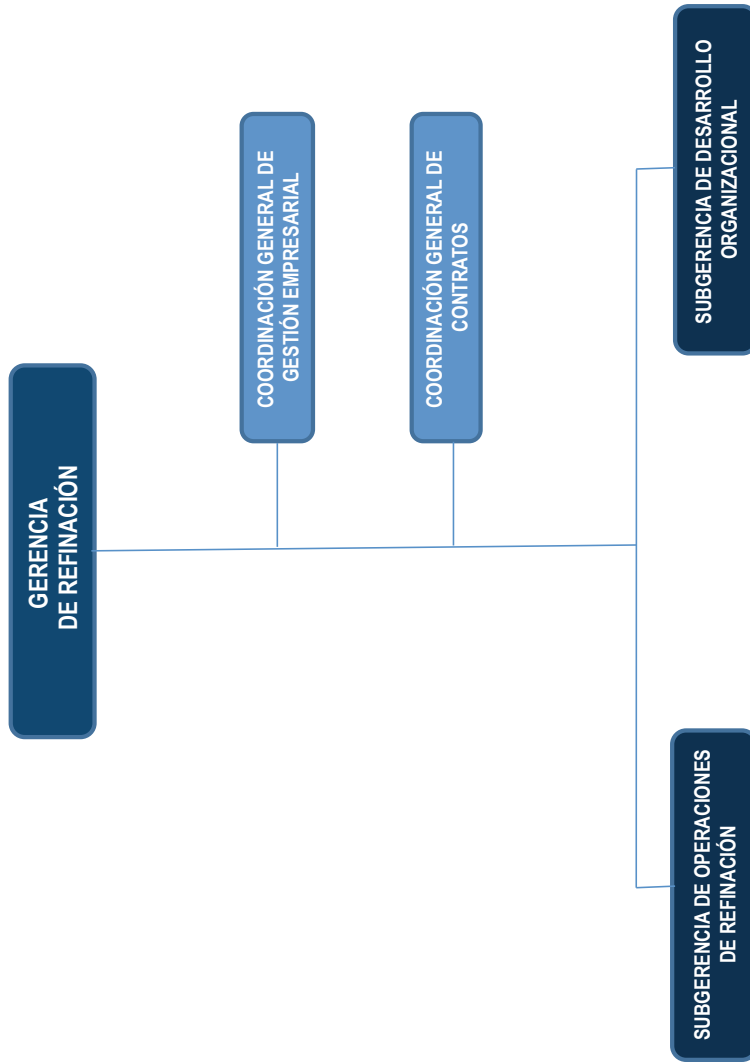 GERENCIA
DE REFINACIÓN
COORDINACIÓN GENERAL DE
GESTIÓN EMPRESARIAL
COORDINACIÓN GENERAL DE
CONTRATOS
SUBGERENCIA DE OPERACIONES
DE REFINACIÓN
SUBGERENCIA DE DESARROLLO
ORGANIZACIONAL